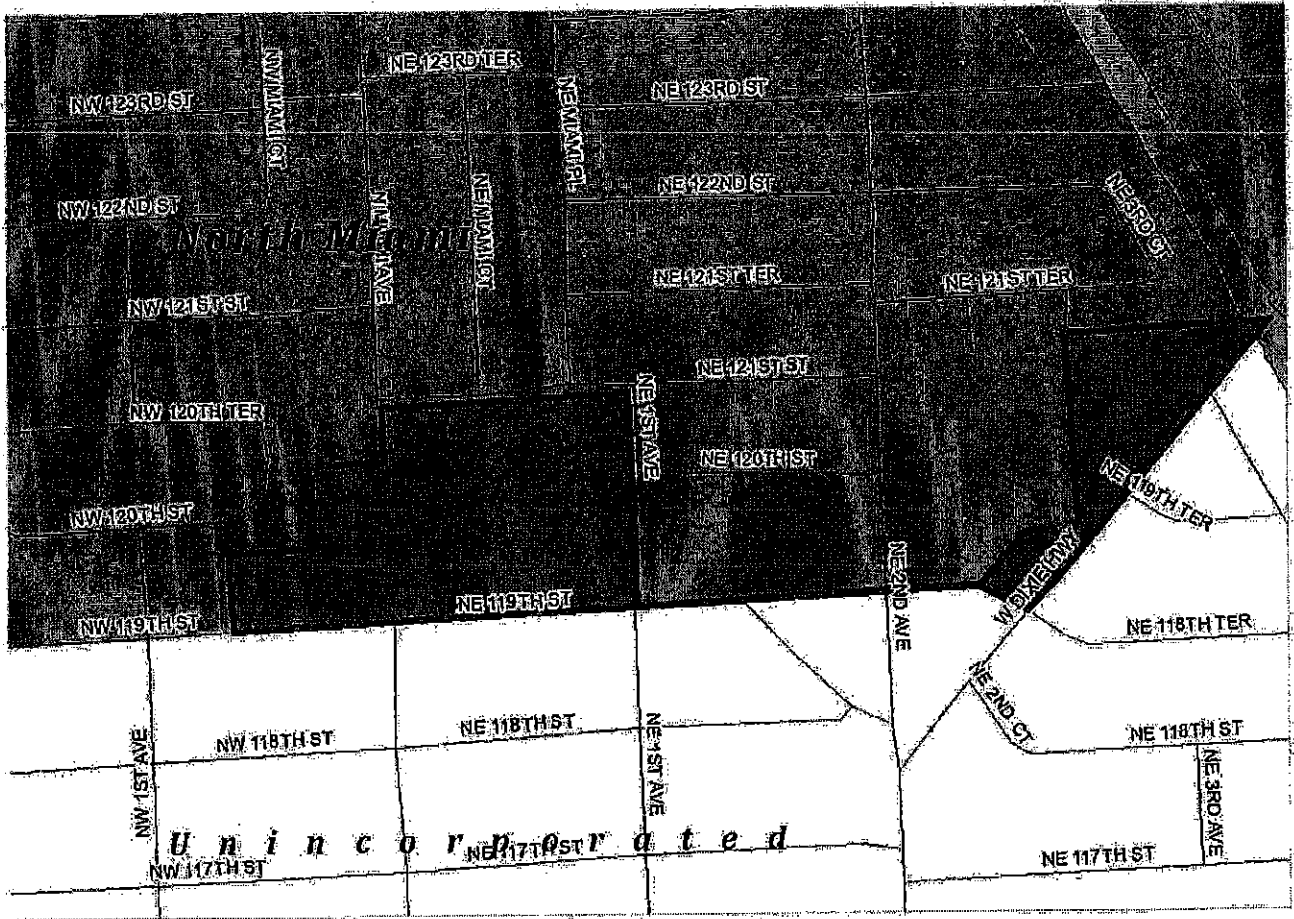 NE 123RD TER
NW MIAMI CT
NW 123RD ST
NE MIAMI PL
NE 123RD ST
NW 122ND ST
N MIAMI AVE
NE MIAMI CT
NE 122ND ST
NE 3RD CT
North Miami
NW 121ST ST
NE 121ST TER
NE 121ST TER
NE 121ST ST
NW 120TH TER
NE 1ST AVE
NE 120TH ST
NW 120TH ST
NE 119TH TER
NW 119TH ST
NE 119TH ST
NE 2ND AVE
W DIXIE HWY
NE 118TH TER
NW 1ST AVE
NW 118TH ST
NE 118TH ST
NE 1ST AVE
NE 2ND CT
NE 118TH ST
NE 3RD AVE
Unincorporated
NW 117TH ST
NE 117TH ST
NE 117TH ST